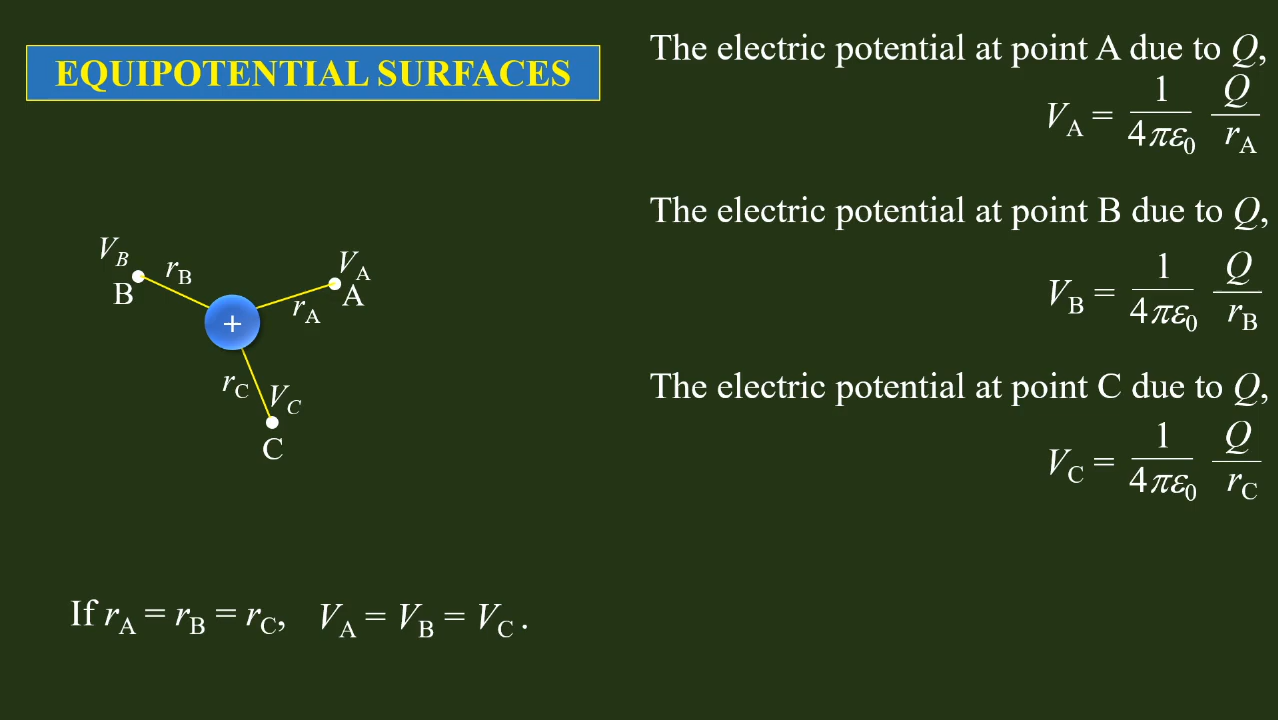 EQUIPOTENTIAL SURFACES
The electric potential at point A due to Q,
V_A = 1/(4πε₀) Q/r_A
The electric potential at point B due to Q,
V_B = 1/(4πε₀) Q/r_B
The electric potential at point C due to Q,
V_C = 1/(4πε₀) Q/r_C
V_B
r_B
B
V_A
A
r_A
+
r_C
V_C
C
If r_A = r_B = r_C, V_A = V_B = V_C .